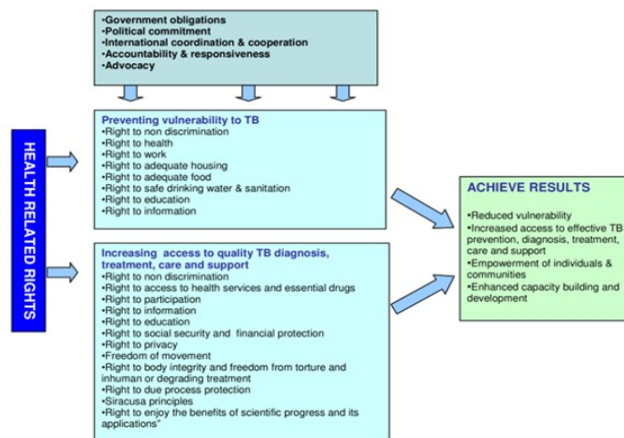 •Government obligations
•Political commitment
•International coordination & cooperation
•Accountability & responsiveness
•Advocacy
HEALTH RELATED RIGHTS
Preventing vulnerability to TB
•Right to non discrimination
•Right to health
•Right to work
•Right to adequate housing
•Right to adequate food
•Right to safe drinking water & sanitation
•Right to education
•Right to information
Increasing access to quality TB diagnosis,
treatment, care and support
•Right to non discrimination
•Right to access to health services and essential drugs
•Right to participation
•Right to information
•Right to education
•Right to social security and financial protection
•Right to privacy
•Freedom of movement
•Right to body integrity and freedom from torture and
inhuman or degrading treatment
•Right to due process protection
•Siracusa principles
•Right to enjoy the benefits of scientific progress and its
applications"
ACHIEVE RESULTS
•Reduced vulnerability
•Increased access to effective TB
prevention, diagnosis, treatment,
care and support
•Empowerment of individuals &
communities
•Enhanced capacity building and
development